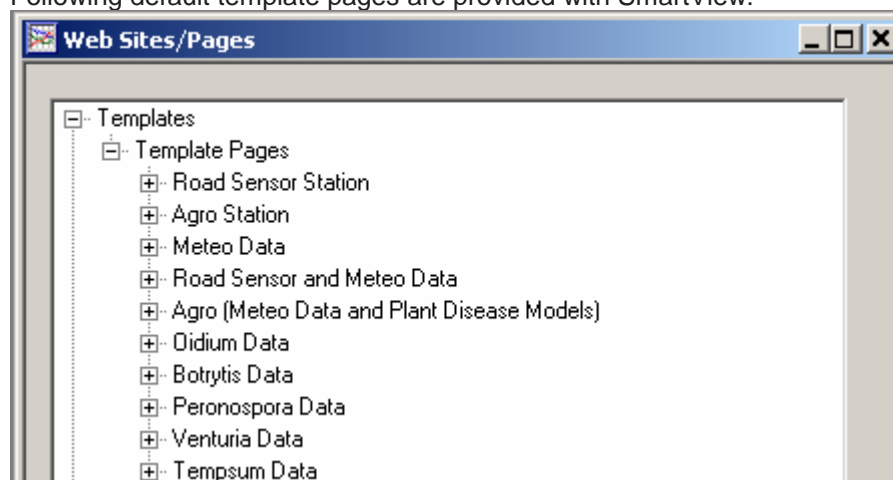 Following default template pages are provided with SmartView.
Web Sites/Pages
Templates
Template Pages
Road Sensor Station
Agro Station
Meteo Data
Road Sensor and Meteo Data
Agro (Meteo Data and Plant Disease Models)
Oidium Data
Botrytis Data
Peronospora Data
Venturia Data
Tempsum Data